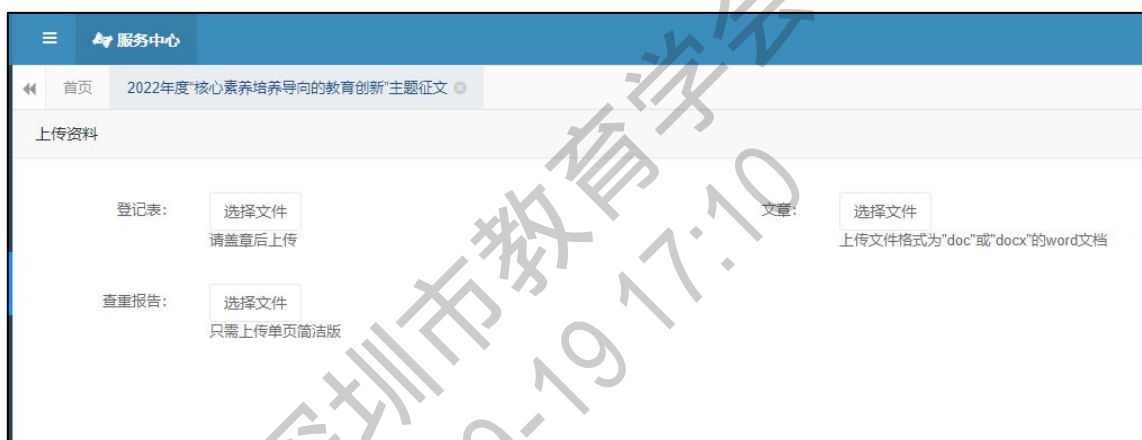 服务中心
首页 2022年度“核心素养培养导向的教育创新”主题征文
上传资料
登记表: 选择文件
请盖章后上传
文章: 选择文件
上传文件格式为"doc"或"docx"的word文档
查重报告: 选择文件
只需上传单页简洁版
深圳市教育学会
9-19 17:10